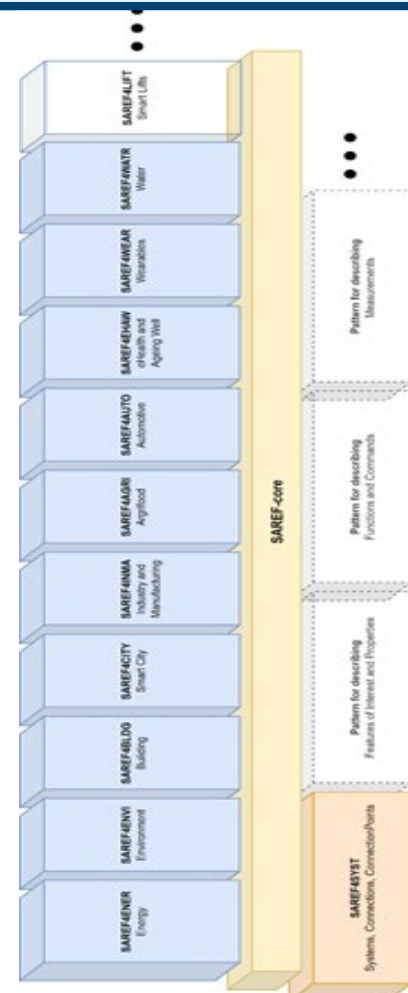 SAREF4ENER
Energy
SAREF4ENVI
Environment
SAREF4BLDG
Building
SAREF4CITY
Smart City
SAREF4INMA
Industry and
Manufacturing
SAREF4AGRI
Agrifood
SAREF4AUTO
Automotive
SAREF4EHAW
eHealth and
Ageing Well
SAREF4WEAR
Wearables
SAREF4WATR
Water
SAREF4LIFT
Smart Lifts
SAREF-core
SAREF4SYST
Systems, Connections, ConnectionPoints
Pattern for describing
Features of Interest and Properties
Pattern for describing
Functions and Commands
Pattern for describing
Measurements